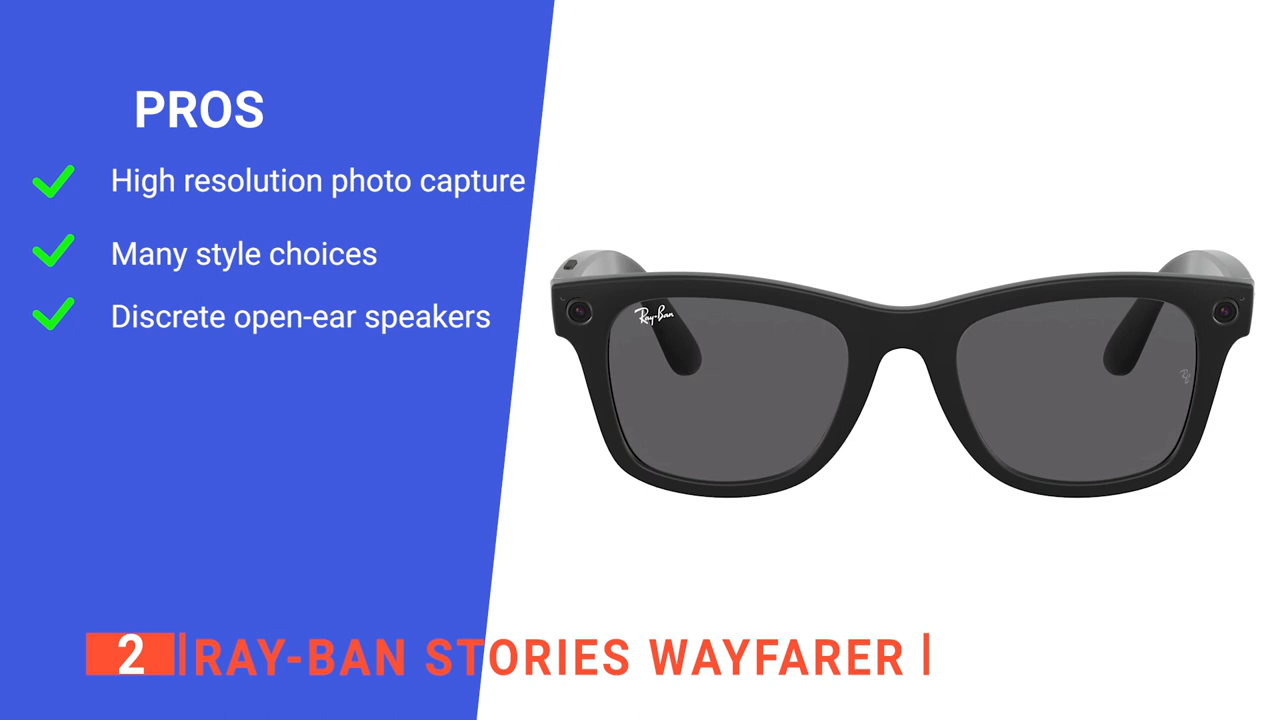 PROS
High resolution photo capture
Many style choices
Discrete open-ear speakers
Ray-Ban
2 RAY-BAN STORIES WAYFARER